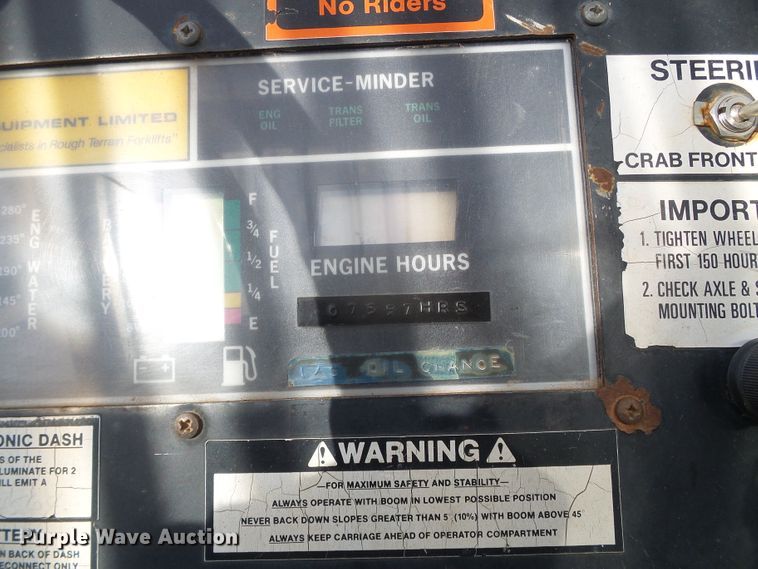 No Riders
SERVICE-MINDER
ENG OIL
TRANS FILTER
TRANS OIL
QUIPMENT LIMITED
ecialists in Rough Terrain Forklifts"
STEERI
CRAB FRONT
280°
235°
190°
145°
ENG WATER
BATTERY
F
3/4
1/2
1/4
E
FUEL
ENGINE HOURS
HRS
OIL CHANGE
IMPORT
1. TIGHTEN WHEEL
FIRST 150 HOUR
2. CHECK AXLE & S
MOUNTING BOLT
WARNING
—FOR MAXIMUM SAFETY AND STABILITY—
ALWAYS OPERATE WITH BOOM IN LOWEST POSSIBLE POSITION
NEVER BACK DOWN SLOPES GREATER THAN 5° (10%) WITH BOOM ABOVE 45°
ALWAYS KEEP CARRIAGE AHEAD OF OPERATOR COMPARTMENT
ONIC DASH
S OF THE
LUMINATE FOR 2
ILL EMIT A
TTERY
N BACK OF DASH
ECONNECT ONLY
Purple Wave Auction